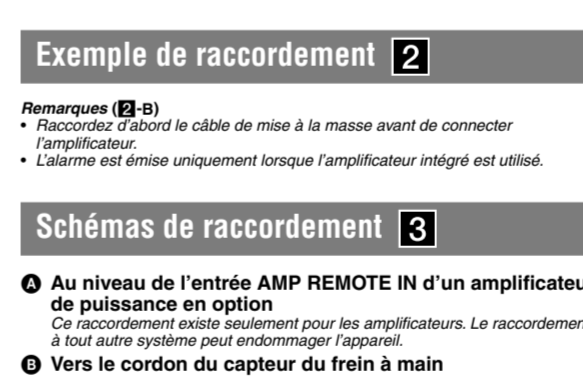 Exemple de raccordement 2
Remarques (2-B)
• Raccordez d'abord le câble de mise à la masse avant de connecter
l'amplificateur.
• L'alarme est émise uniquement lorsque l'amplificateur intégré est utilisé.
Schémas de raccordement 3
A Au niveau de l'entrée AMP REMOTE IN d'un amplificateu
de puissance en option
Ce raccordement existe seulement pour les amplificateurs. Le raccordemen
à tout autre système peut endommager l'appareil.
B Vers le cordon du capteur du frein à main